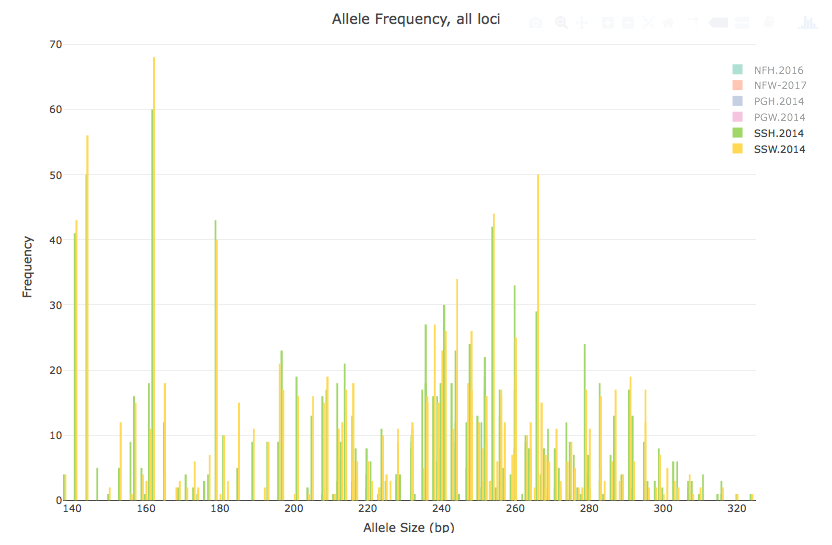 Allele Frequency, all loci
70
60
50
40
30
20
10
0
Frequency
NFH.2016
NFW-2017
PGH.2014
PGW.2014
SSH.2014
SSW.2014
140 160 180 200 220 240 260 280 300 320
Allele Size (bp)